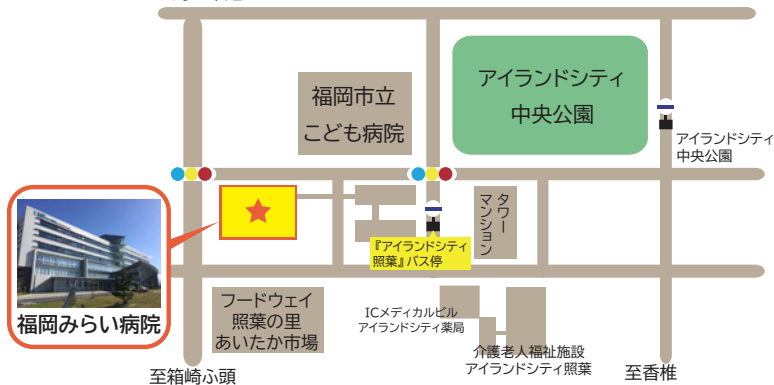 福岡市立
こども病院
アイランドシティ
中央公園
アイランドシティ
中央公園
タワー
マンション
『アイランドシティ
照葉』バス停
福岡みらい病院
フードウェイ
照葉の里
あいたか市場
ICメディカルビル
アイランドシティ薬局
介護老人福祉施設
アイランドシティ照葉
至箱崎ふ頭
至香椎